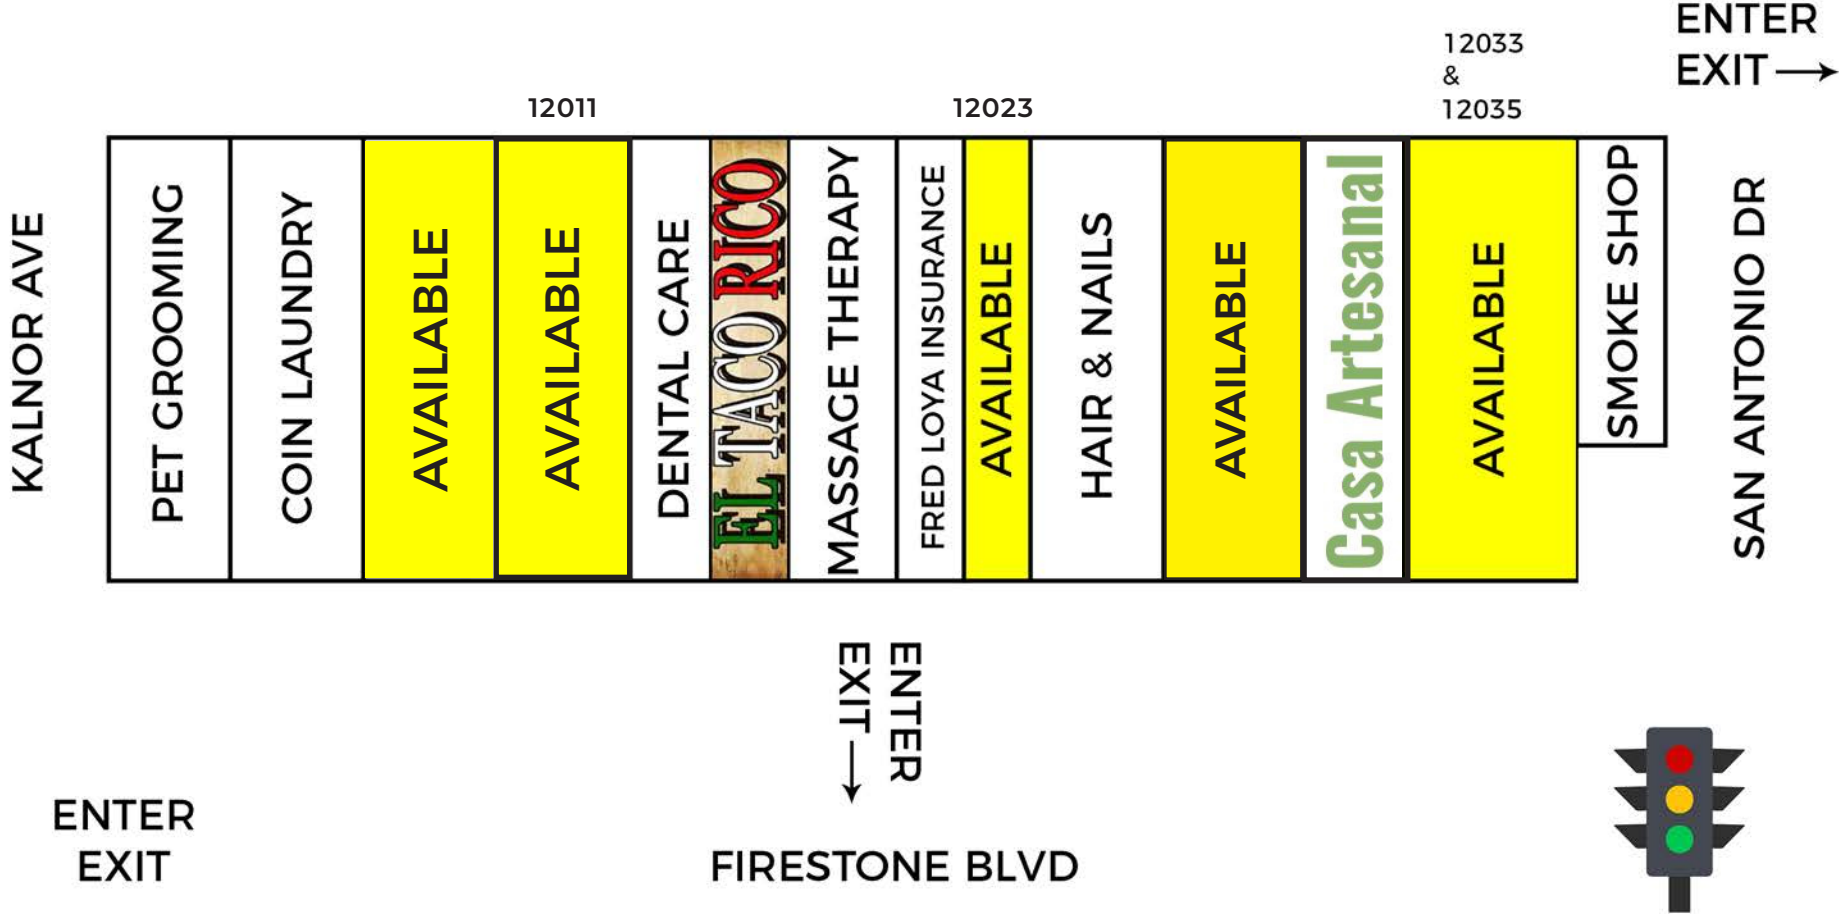 ENTER
EXIT
12033
&
12035
12011
12023
KALNOR AVE
PET GROOMING
COIN LAUNDRY
AVAILABLE
AVAILABLE
DENTAL CARE
EL TACO RICO
MASSAGE THERAPY
FRED LOYA INSURANCE
AVAILABLE
HAIR & NAILS
AVAILABLE
Casa Artesanal
AVAILABLE
SMOKE SHOP
SAN ANTONIO DR
ENTER
EXIT
ENTER
EXIT
FIRESTONE BLVD